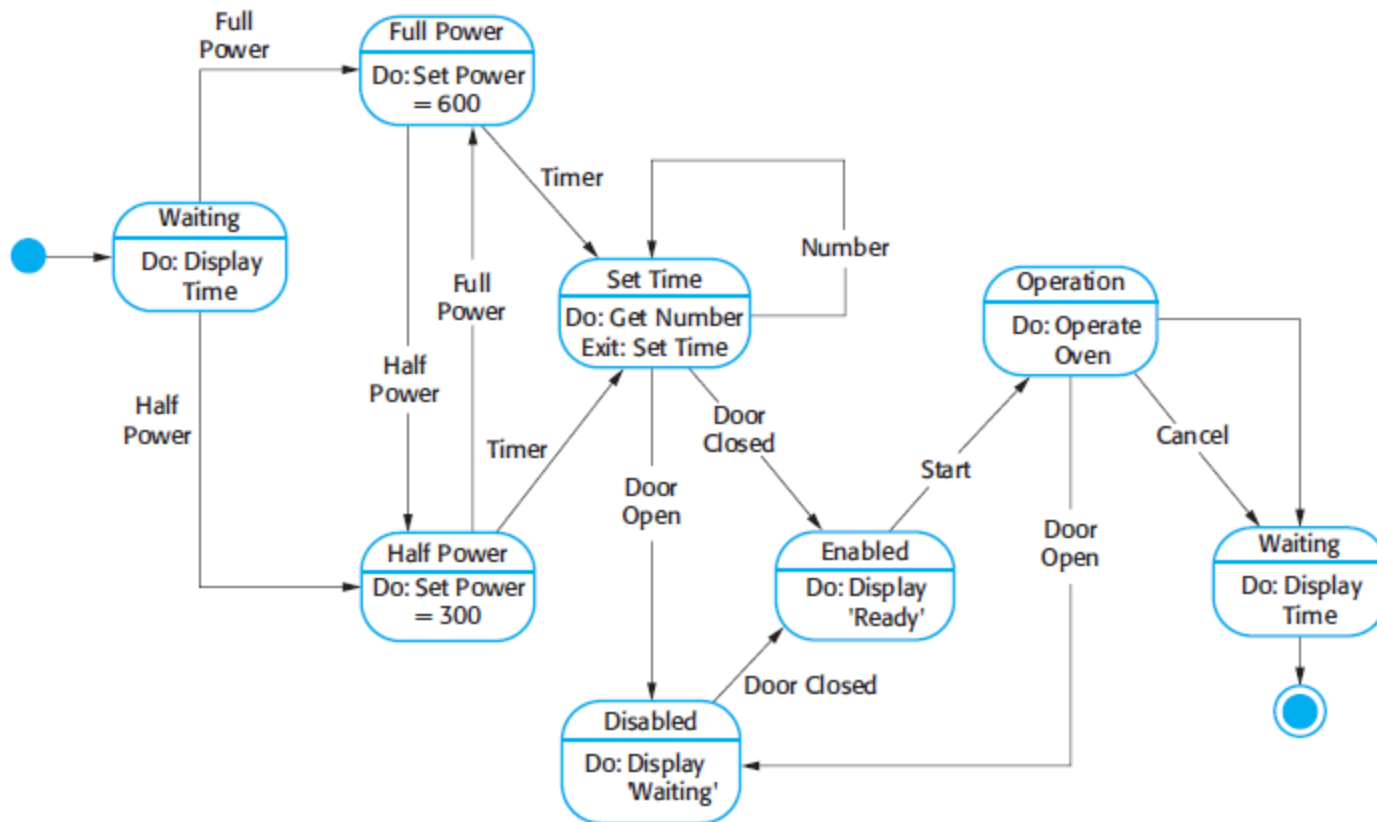 Full
Power
Full Power
Do: Set Power
= 600
Timer
Waiting
Do: Display
Time
Full
Power
Number
Set Time
Do: Get Number
Exit: Set Time
Operation
Do: Operate
Oven
Half
Power
Half
Power
Timer
Door
Closed
Cancel
Start
Door
Open
Door
Open
Half Power
Do: Set Power
= 300
Enabled
Do: Display
'Ready'
Waiting
Do: Display
Time
Door Closed
Disabled
Do: Display
'Waiting'